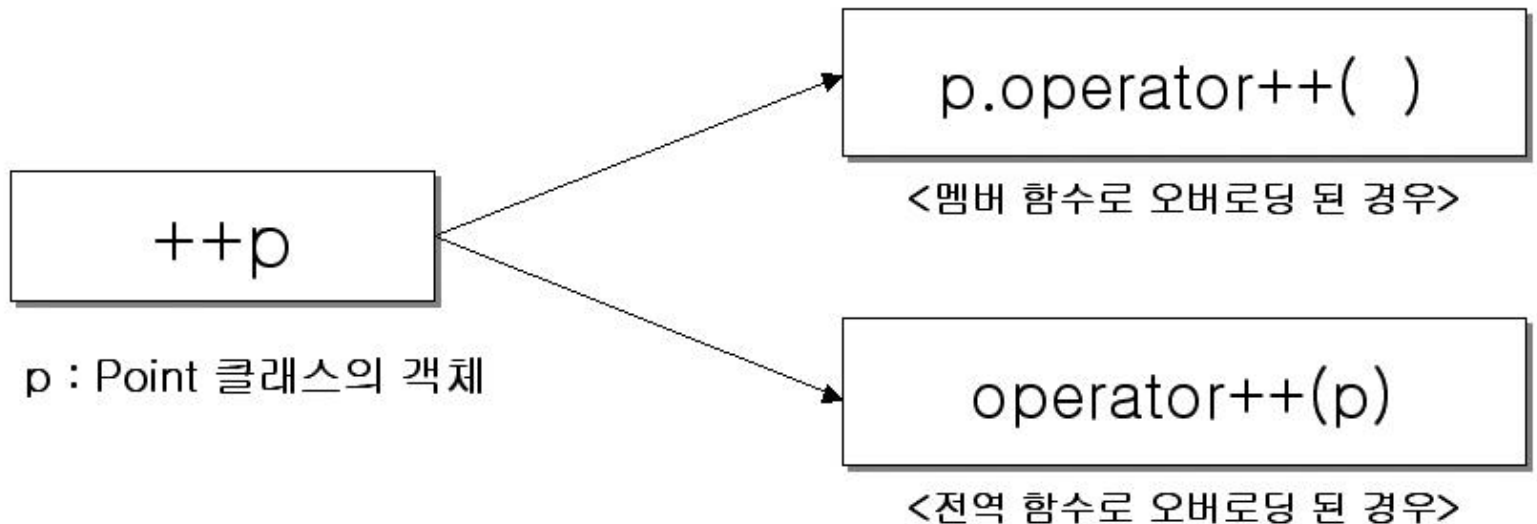 ++p
p : Point 클래스의 객체
p.operator++( )
<멤버 함수로 오버로딩 된 경우>
operator++(p)
<전역 함수로 오버로딩 된 경우>